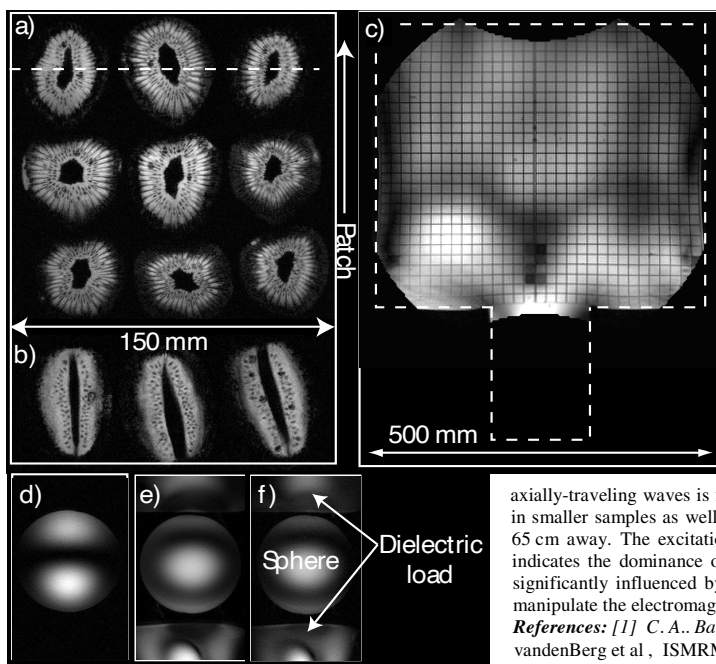 a)
Patch
150 mm
b)
c)
500 mm
d)
e)
f)
Sphere
Dielectric
load
axially-traveling waves is
in smaller samples as well
65 cm away. The excitation
indicates the dominance o
significantly influenced by
manipulate the electromag
References: [1] C. A.. Ba
vandenBerg et al , ISMRM